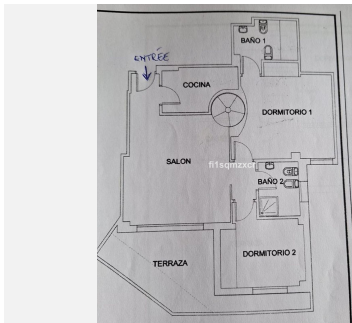 BAÑO 1
ENTRÉE
COCINA
DORMITORIO 1
SALON
fi1sqmzxcr
BAÑO 2
DORMITORIO 2
TERRAZA